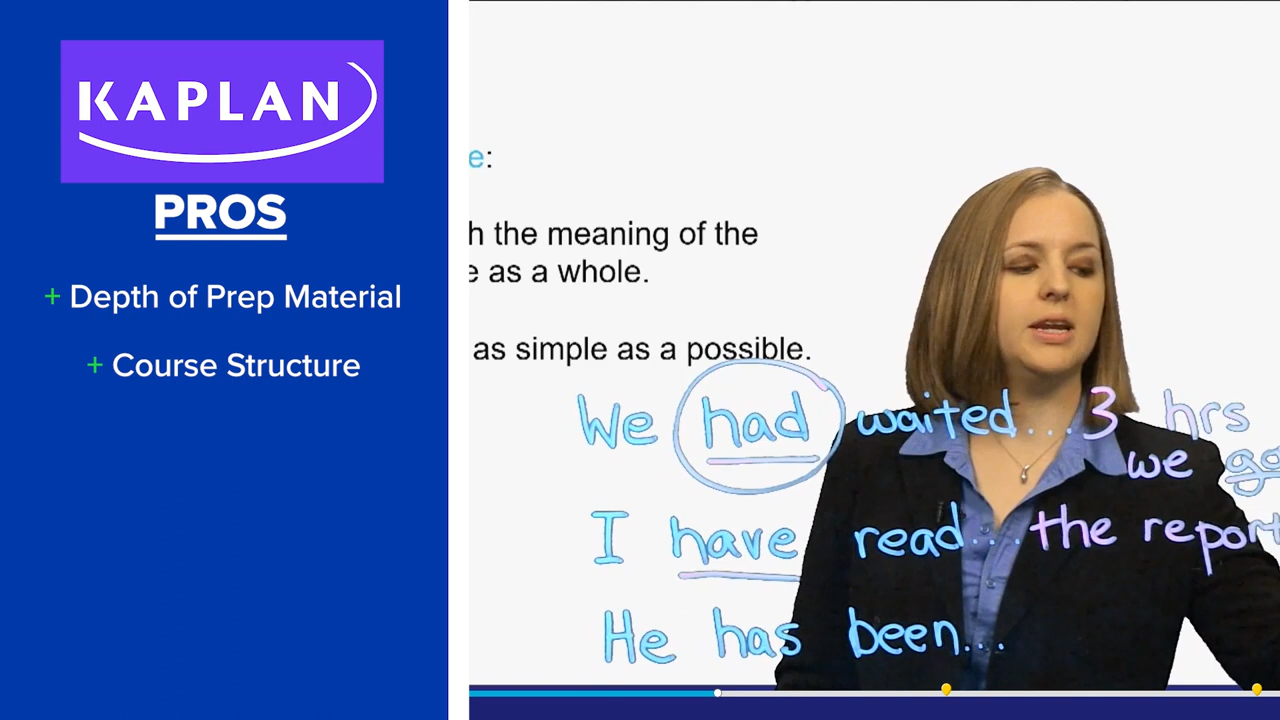 KAPLAN
PROS
+ Depth of Prep Material
+ Course Structure
e:
h the meaning of the
e as a whole.
as simple as a possible.
We had waited... 3 hrs
we go
I have read... the report
He has been...